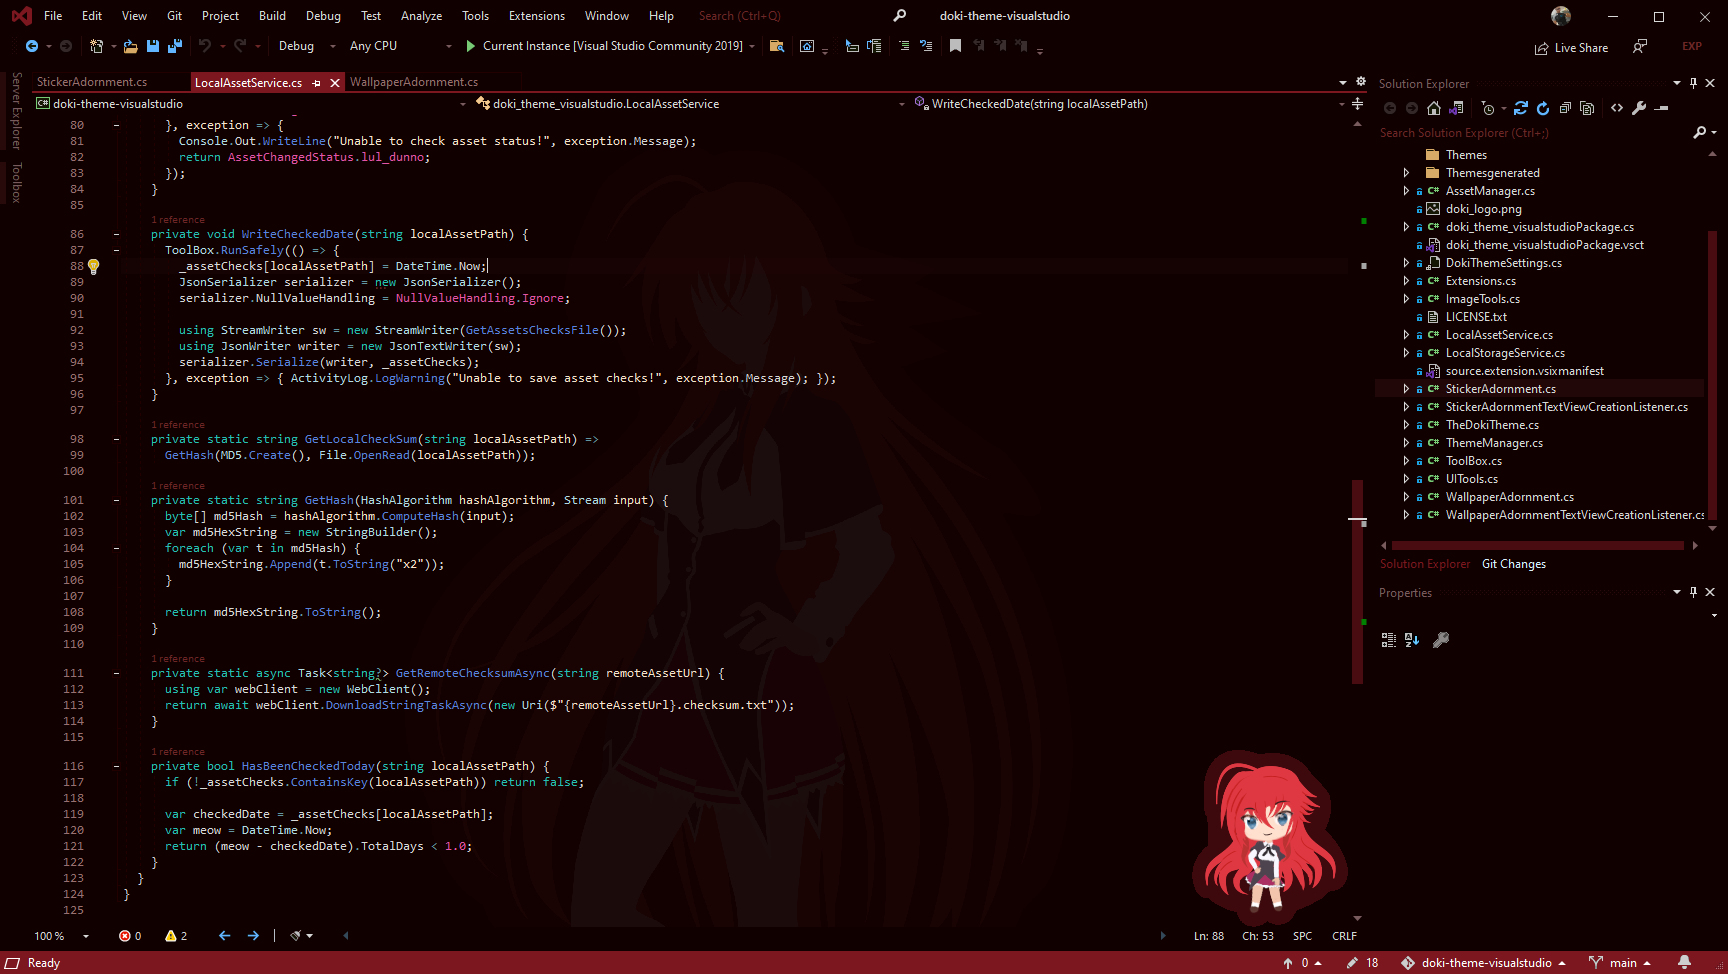 File Edit View Git Project Build Debug Test Analyze Tools Extensions Window Help Search (Ctrl+Q) doki-theme-visualstudio
Debug Any CPU Current Instance [Visual Studio Community 2019] Live Share EXP
Server Explorer
Toolbox
StickerAdornment.cs LocalAssetService.cs WallpaperAdornment.cs
doki-theme-visualstudio doki_theme_visualstudio.LocalAssetService WriteCheckedDate(string localAssetPath)
80 }, exception => {
81 Console.Out.WriteLine("Unable to check asset status!", exception.Message);
82 return AssetChangedStatus.lul_dunno;
83 });
84 }
85
1 reference
86 private void WriteCheckedDate(string localAssetPath) {
87 ToolBox.RunSafely(() => {
88 _assetChecks[localAssetPath] = DateTime.Now;
89 JsonSerializer serializer = new JsonSerializer();
90 serializer.NullValueHandling = NullValueHandling.Ignore;
91
92 using StreamWriter sw = new StreamWriter(GetAssetsChecksFile());
93 using JsonWriter writer = new JsonTextWriter(sw);
94 serializer.Serialize(writer, _assetChecks);
95 }, exception => { ActivityLog.LogWarning("Unable to save asset checks!", exception.Message); });
96 }
97
1 reference
98 private static string GetLocalCheckSum(string localAssetPath) =>
99 GetHash(MD5.Create(), File.OpenRead(localAssetPath));
100
1 reference
101 private static string GetHash(HashAlgorithm hashAlgorithm, Stream input) {
102 byte[] md5Hash = hashAlgorithm.ComputeHash(input);
103 var md5HexString = new StringBuilder();
104 foreach (var t in md5Hash) {
105 md5HexString.Append(t.ToString("x2"));
106 }
107
108 return md5HexString.ToString();
109 }
110
1 reference
111 private static async Task<string?> GetRemoteChecksumAsync(string remoteAssetUrl) {
112 using var webClient = new WebClient();
113 return await webClient.DownloadStringTaskAsync(new Uri($"{remoteAssetUrl}.checksum.txt"));
114 }
115
1 reference
116 private bool HasBeenCheckedToday(string localAssetPath) {
117 if (!_assetChecks.ContainsKey(localAssetPath)) return false;
118
119 var checkedDate = _assetChecks[localAssetPath];
120 var meow = DateTime.Now;
121 return (meow - checkedDate).TotalDays < 1.0;
122 }
123 }
124 }
125
100 % 0 2 Ln: 88 Ch: 53 SPC CRLF
Solution Explorer
Search Solution Explorer (Ctrl+;)
Themes
Themesgenerated
C# AssetManager.cs
doki_logo.png
C# doki_theme_visualstudioPackage.cs
doki_theme_visualstudioPackage.vsct
DokiThemeSettings.cs
C# Extensions.cs
C# ImageTools.cs
LICENSE.txt
C# LocalAssetService.cs
C# LocalStorageService.cs
source.extension.vsixmanifest
C# StickerAdornment.cs
C# StickerAdornmentTextViewCreationListener.cs
C# TheDokiTheme.cs
C# ThemeManager.cs
C# ToolBox.cs
C# UITools.cs
C# WallpaperAdornment.cs
C# WallpaperAdornmentTextViewCreationListener.cs
Solution Explorer Git Changes
Properties
Ready 0 18 doki-theme-visualstudio main